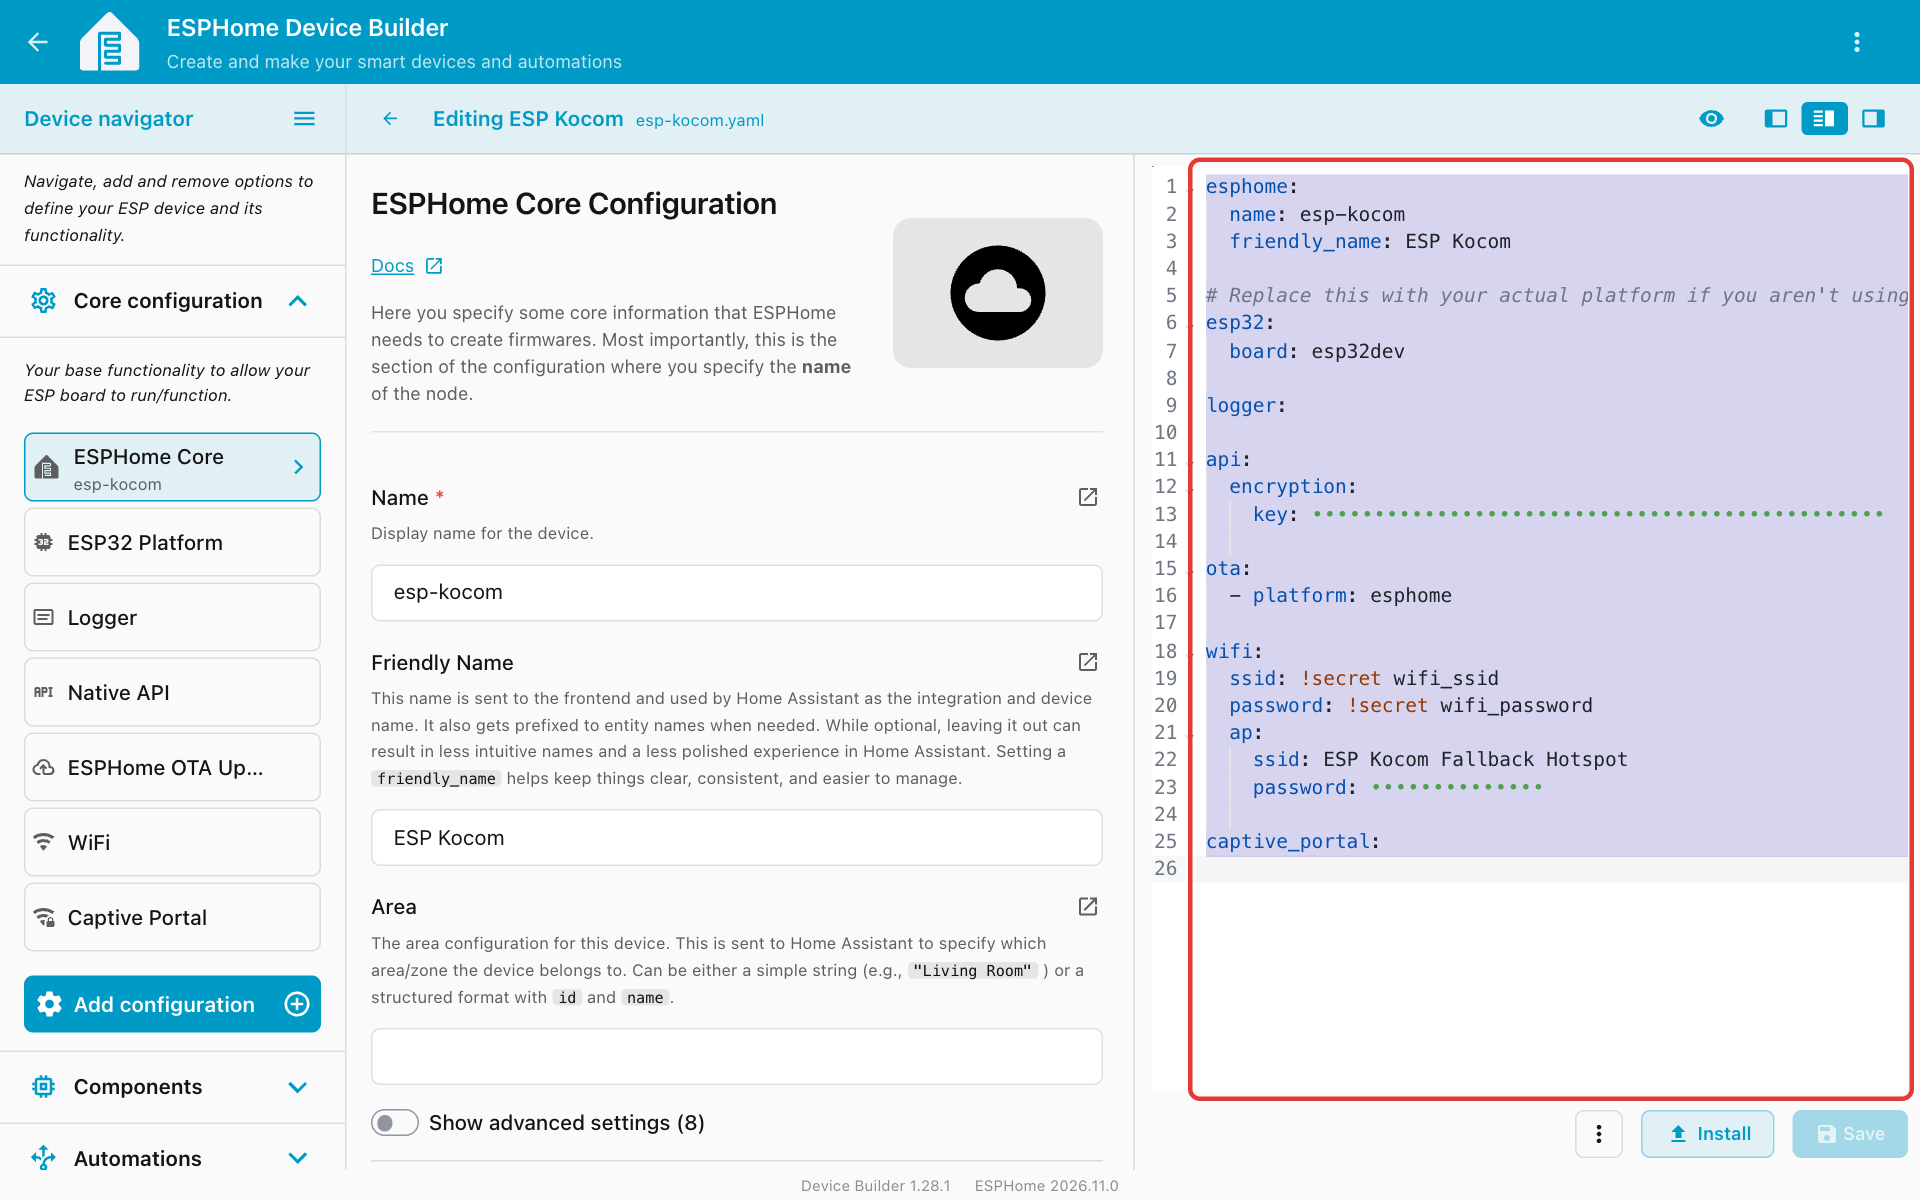 ESPHome Device Builder
Create and make your smart devices and automations
Device navigator
Editing ESP Kocom esp-kocom.yaml
Navigate, add and remove options to
define your ESP device and its
functionality.
Core configuration
Your base functionality to allow your
ESP board to run/function.
ESPHome Core
esp-kocom
ESP32 Platform
Logger
API Native API
ESPHome OTA Up...
WiFi
Captive Portal
Add configuration
Components
Automations
ESPHome Core Configuration
Docs
Here you specify some core information that ESPHome
needs to create firmwares. Most importantly, this is the
section of the configuration where you specify the name
of the node.
Name *
Display name for the device.
esp-kocom
Friendly Name
This name is sent to the frontend and used by Home Assistant as the integration and device
name. It also gets prefixed to entity names when needed. While optional, leaving it out can
result in less intuitive names and a less polished experience in Home Assistant. Setting a
friendly_name helps keep things clear, consistent, and easier to manage.
ESP Kocom
Area
The area configuration for this device. This is sent to Home Assistant to specify which
area/zone the device belongs to. Can be either a simple string (e.g., "Living Room" ) or a
structured format with id and name.
Show advanced settings (8)
1 esphome:
2 name: esp-kocom
3 friendly_name: ESP Kocom
4
5 # Replace this with your actual platform if you aren't using
6 esp32:
7 board: esp32dev
8
9 logger:
10
11 api:
12 encryption:
13 key: ••••••••••••••••••••••••••••••••••••••••••••
14
15 ota:
16 - platform: esphome
17
18 wifi:
19 ssid: !secret wifi_ssid
20 password: !secret wifi_password
21 ap:
22 ssid: ESP Kocom Fallback Hotspot
23 password: ••••••••••••••
24
25 captive_portal:
26
Install
Save
Device Builder 1.28.1 ESPHome 2026.11.0